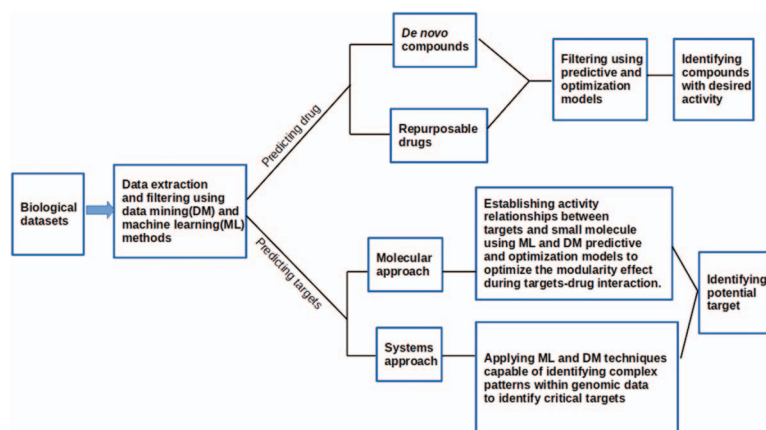 Biological
datasets
Data extraction
and filtering using
data mining(DM) and
machine learning(ML)
methods
Predicting drug
De novo
compounds
Repurposable
drugs
Filtering using
predictive and
optimization
models
Identifying
compounds
with desired
activity
Predicting targets
Molecular
approach
Establishing activity
relationships between
targets and small molecule
using ML and DM predictive
and optimization models to
optimize the modularity effect
during targets-drug interaction.
Systems
approach
Applying ML and DM techniques
capable of identifying complex
patterns within genomic data
to identify critical targets
Identifying
potential
target